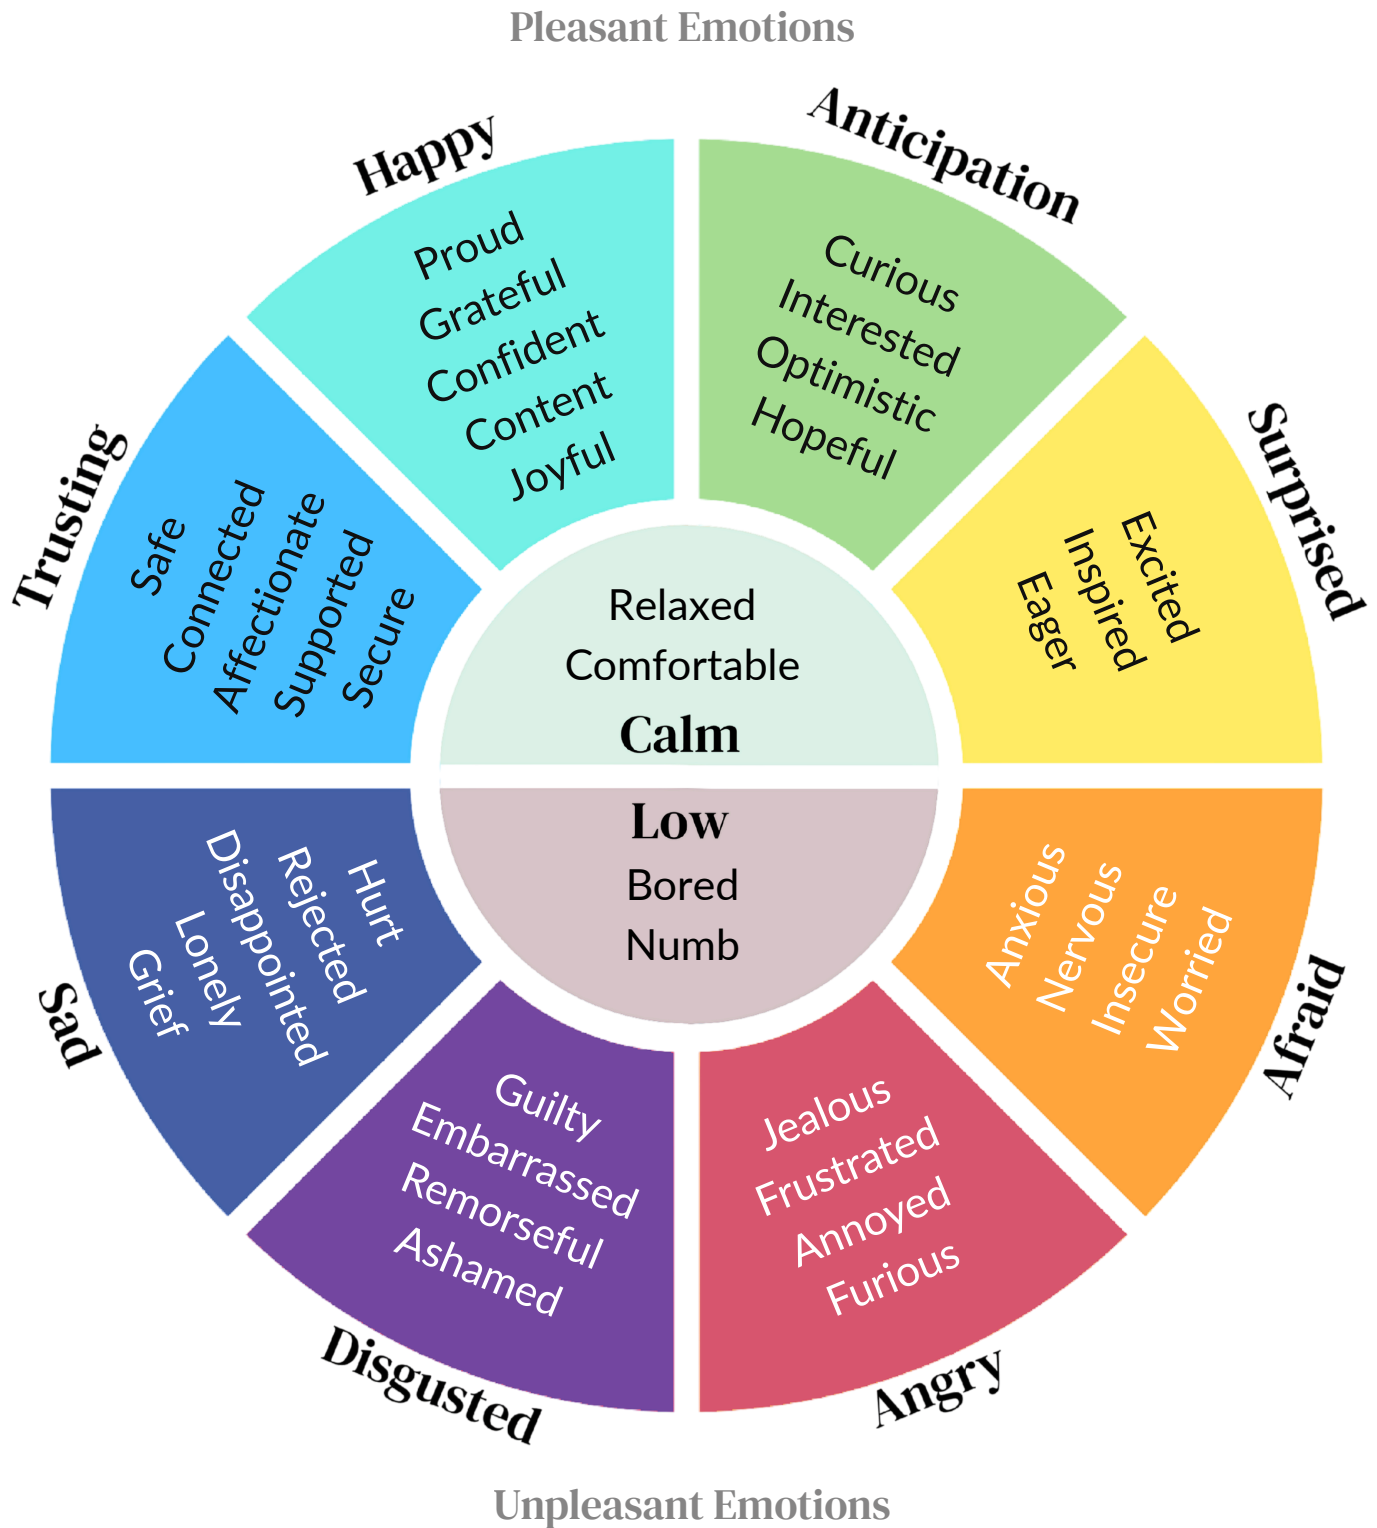 Pleasant Emotions
Happy
Proud
Grateful
Confident
Content
Joyful
Anticipation
Curious
Interested
Optimistic
Hopeful
Surprised
Excited
Inspired
Eager
Trusting
Safe
Connected
Affectionate
Supported
Secure
Relaxed
Comfortable
Calm
Low
Bored
Numb
Afraid
Anxious
Nervous
Insecure
Worried
Angry
Jealous
Frustrated
Annoyed
Furious
Disgusted
Guilty
Embarrassed
Remorseful
Ashamed
Sad
Hurt
Rejected
Disappointed
Lonely
Grief
Unpleasant Emotions